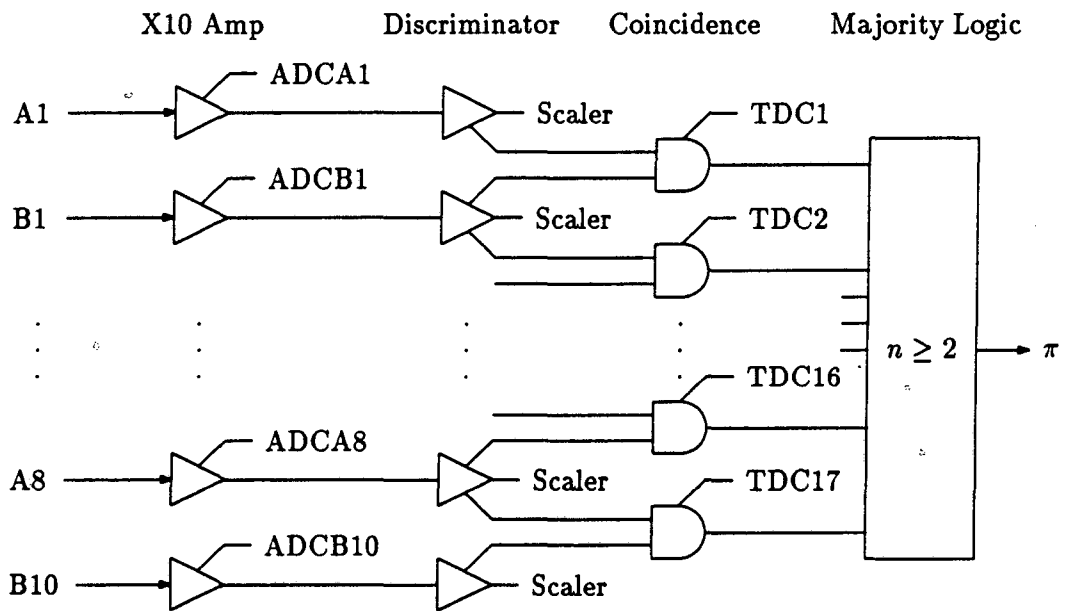 X10 Amp Discriminator Coincidence Majority Logic
ADCA1
A1 Scaler TDC1
ADCB1
B1 Scaler TDC2
n ≥ 2 π
TDC16
ADCA8
A8 Scaler TDC17
ADCB10
B10 Scaler